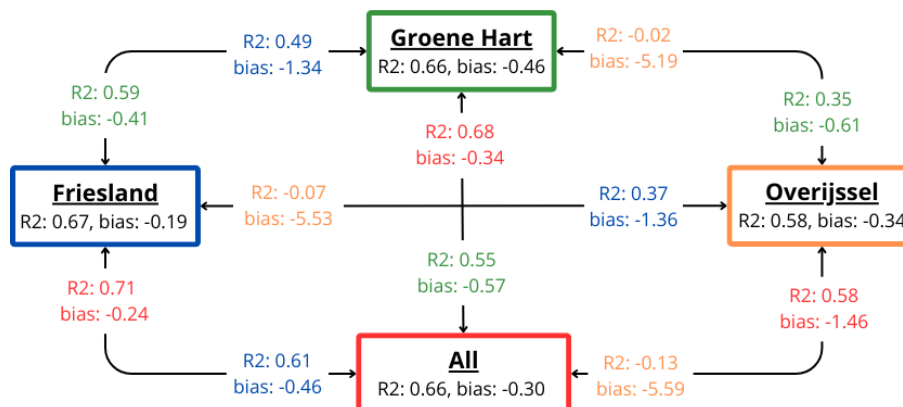 R2: 0.49
bias: -1.34
Groene Hart
R2: 0.66, bias: -0.46
R2: -0.02
bias: -5.19
R2: 0.59
bias: -0.41
R2: 0.68
bias: -0.34
R2: 0.35
bias: -0.61
Friesland
R2: 0.67, bias: -0.19
R2: -0.07
bias: -5.53
R2: 0.37
bias: -1.36
Overijssel
R2: 0.58, bias: -0.34
R2: 0.71
bias: -0.24
R2: 0.55
bias: -0.57
R2: 0.58
bias: -1.46
R2: 0.61
bias: -0.46
All
R2: 0.66, bias: -0.30
R2: -0.13
bias: -5.59